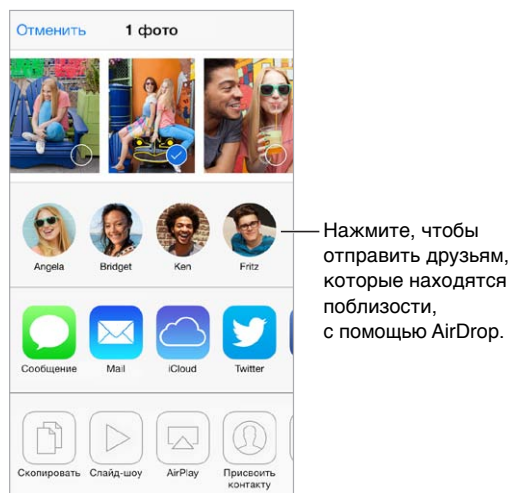 Отменить 1 фото
Angela Bridget Ken Fritz
Нажмите, чтобы
отправить друзьям,
которые находятся
поблизости,
с помощью AirDrop.
Сообщение Mail iCloud Twitter
Скопировать Слайд-шоу AirPlay Присвоить
контакту